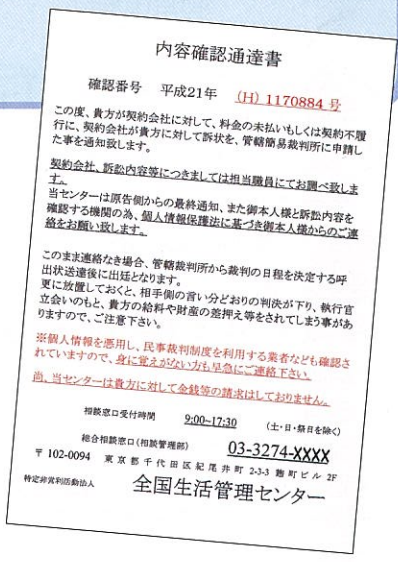 内容確認通達書
確認番号 平成21年 (H) 1170884 号
この度、貴方が契約会社に対して、料金の未払いもしくは契約不履
行に、契約会社が貴方に対して訴状を、管轄簡易裁判所に申請し
た事を通知致します。
契約会社、訴訟内容等につきましては担当職員にてお調べ致しま
す。
当センターは原告側からの最終通知、また御本人様と訴訟内容を
確認する機関の為、個人情報保護法に基づき御本人様からのご連
絡をお願い致します。
このまま連絡なき場合、管轄裁判所から裁判の日程を決定する呼
出状送達後に出廷となります。
更に放置しておくと、相手側の言い分どおりの判決が下り、執行官
立会いのもと、貴方の給料や財産の差押え等をされてしまう事があ
りますので、ご注意下さい。
※個人情報を悪用し、民事裁判制度を利用する業者なども確認さ
れていますので、身に覚えがない方も早急にご連絡下さい。
尚、当センターは貴方に対して金銭等の請求はしておりません。
相談窓口受付時間 9:00~17:30 (土・日・祭日を除く)
総合相談窓口(相談管理部) 03-3274-XXXX
〒102-0094 東京都千代田区紀尾井町 2-3-3 麹町ビル 2F
特定非営利活動法人 全国生活管理センター